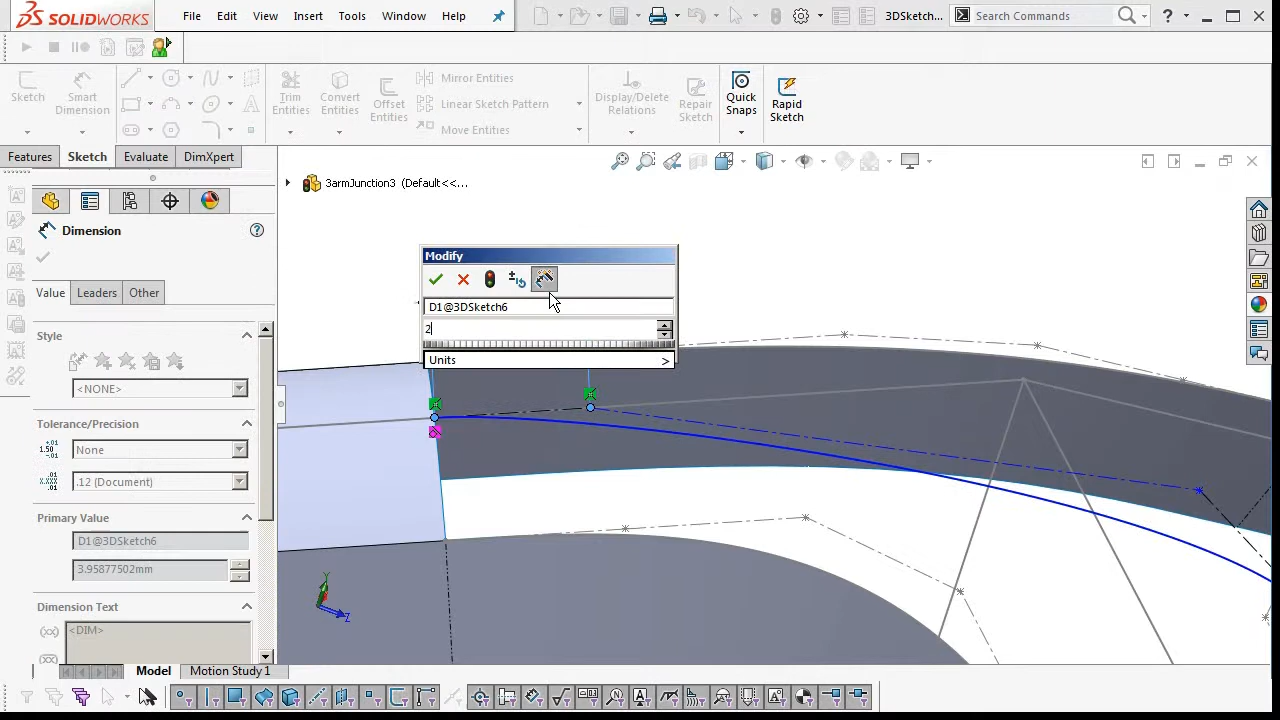 SOLIDWORKS File Edit View Insert Tools Window Help 3DSketch... Search Commands ?
Sketch Smart Dimension Trim Entities Convert Entities Offset Entities Mirror Entities Linear Sketch Pattern Move Entities Display/Delete Relations Repair Sketch Quick Snaps Rapid Sketch
Features Sketch Evaluate DimXpert
3armJunction3 (Default<<...
Dimension ?
Value Leaders Other
Style
<NONE>
Tolerance/Precision
None
.12 (Document)
Primary Value
D1@3DSketch6
3.95877502mm
Dimension Text
<DIM>
(xx)
Modify
D1@3DSketch6
2
Units >
Y
Z
Model Motion Study 1